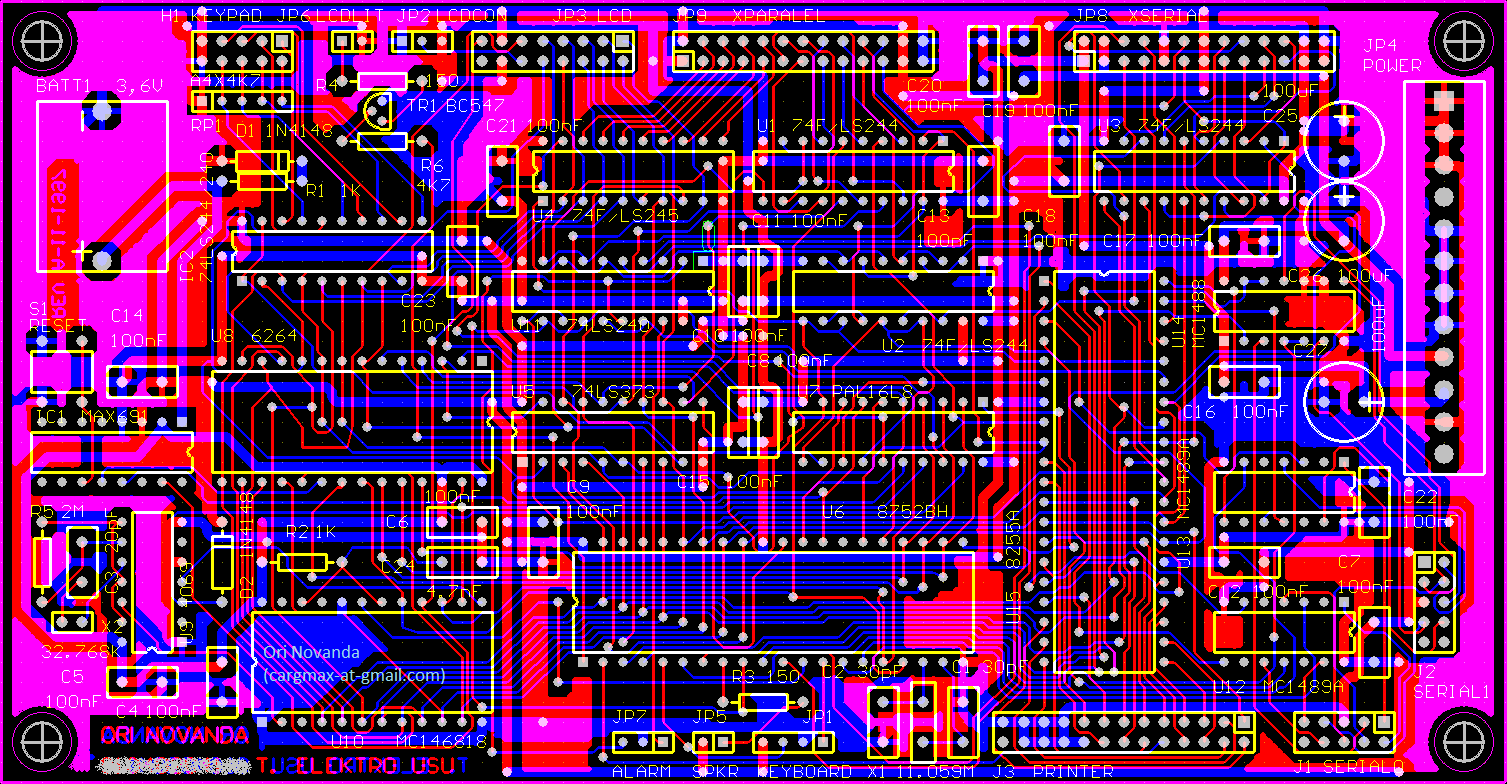 H1 KEYPAD JP6 LCDLIT JP2 LCDCON JP3 LCD JP9 XPARALEL JP8 XSERIAL
JP4
POWER
BATT1 3,6V
A4X4K7
R4 150
C20
100nF
C19 100nF
100uF
C25
TR1 BC547
RP1
D1 1N4148
C21 100nF
U1 74F/LS244
U3 74F/LS244
R6
4K7
R1 1K
240
IC2
74LS244
U4 74F/LS245
C11 100nF
C13
100nF
C18
100nF
C17 100nF
C26 100uF
C23
100nF
S1
RESET
C14
100nF
U8 6264
U11 74LS240
C10 100nF
U2 74F/LS244
U14
MC1488
100uF
C27
C8 100nF
U5 74LS373
U7 PAL16L8
C16 100nF
IC1 MAX691
C15 100nF
C9
100nF
100nF
C6
U6 8752BH
U13 MC1489A
C22
100nF
R5 2M
20pF
C3
R2 1K
D2 1N4148
C24
4.7nF
U15 8255A
C7
100nF
C12 100nF
X2
32.768K
U9 4069
Ori Novanda
(cargmax-at-gmail.com)
C5
100nF
C4 100nF
R3 150
C2 30pF
C1 30pF
U12 MC1489A
J2
SERIAL1
ORI NOVANDA
U10 MC146818
JP7 JP5 JP1
T.J ELEKTRO USUT
ALARM SPKR KEYBOARD X1 11.059M J3 PRINTER J1 SERIAL0